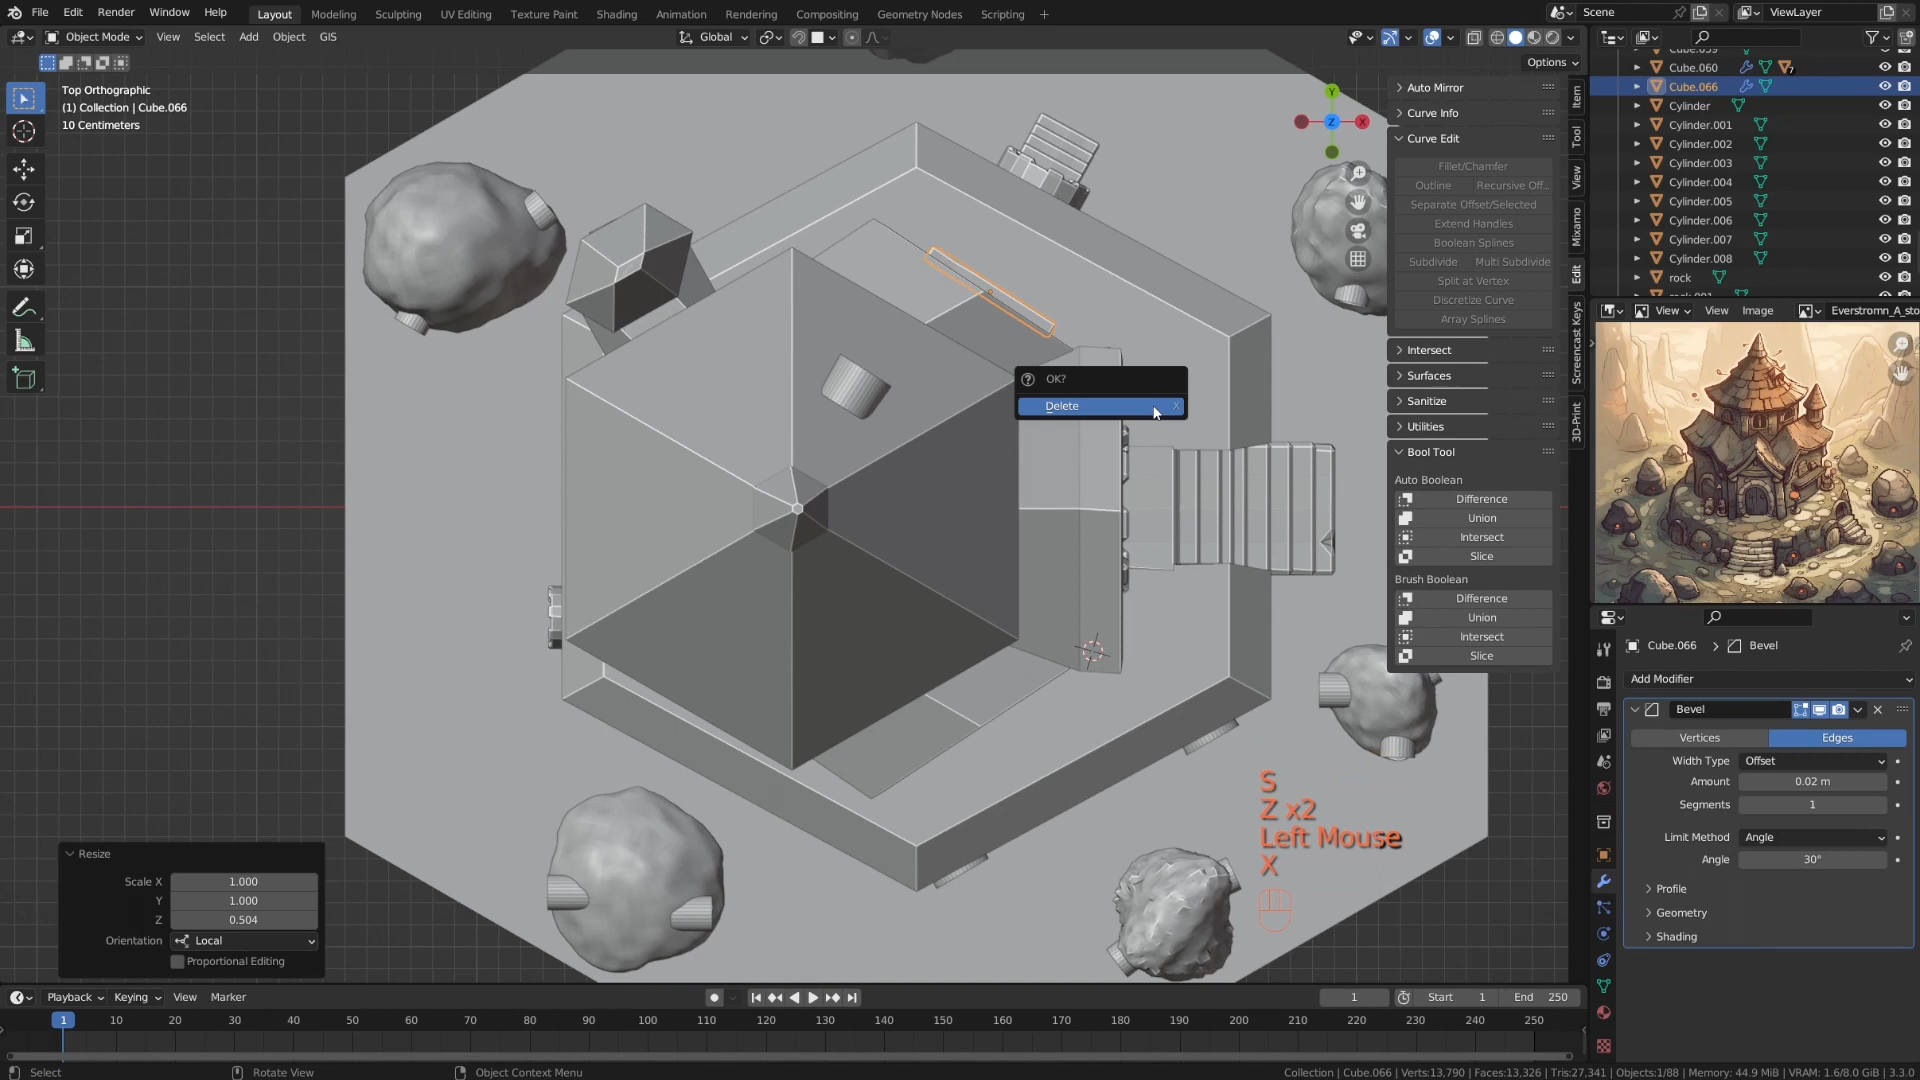 File Edit Render Window Help Layout Modeling Sculpting UV Editing Texture Paint Shading Animation Rendering Compositing Geometry Nodes Scripting + Scene ViewLayer
Object Mode View Select Add Object GIS Global
Options
Top Orthographic
(1) Collection | Cube.066
10 Centimeters
Y
X
Z
Auto Mirror
Curve Info
Curve Edit
Fillet/Chamfer
Outline Recursive Off...
Separate Offset/Selected
Extend Handles
Boolean Splines
Subdivide Multi Subdivide
Split at Vertex
Discretize Curve
Array Splines
Intersect
Surfaces
Sanitize
Utilities
Bool Tool
Auto Boolean
Difference
Union
Intersect
Slice
Brush Boolean
Difference
Union
Intersect
Slice
Item
Tool
View
Mixamo
Edit
Screencast Keys
3D-Print
OK?
Delete X
S
Z x2
Left Mouse
X
Resize
Scale X 1.000
Y 1.000
Z 0.504
Orientation Local
Proportional Editing
Cube.060 7
Cube.066
Cylinder
Cylinder.001
Cylinder.002
Cylinder.003
Cylinder.004
Cylinder.005
Cylinder.006
Cylinder.007
Cylinder.008
rock
View View Image Everstromn_A_sto
Cube.066 > Bevel
Add Modifier
Bevel
Vertices Edges
Width Type Offset
Amount 0.02 m
Segments 1
Limit Method Angle
Angle 30°
Profile
Geometry
Shading
Playback Keying View Marker 1 Start 1 End 250
1 10 20 30 40 50 60 70 80 90 100 110 120 130 140 150 160 170 180 190 200 210 220 230 240 250
Select Rotate View Object Context Menu Collection | Cube.066 | Verts:13,790 | Faces:13,326 | Tris:27,341 | Objects:1/88 | Memory: 44.9 MiB | VRAM: 1.6/8.0 GiB | 3.3.0